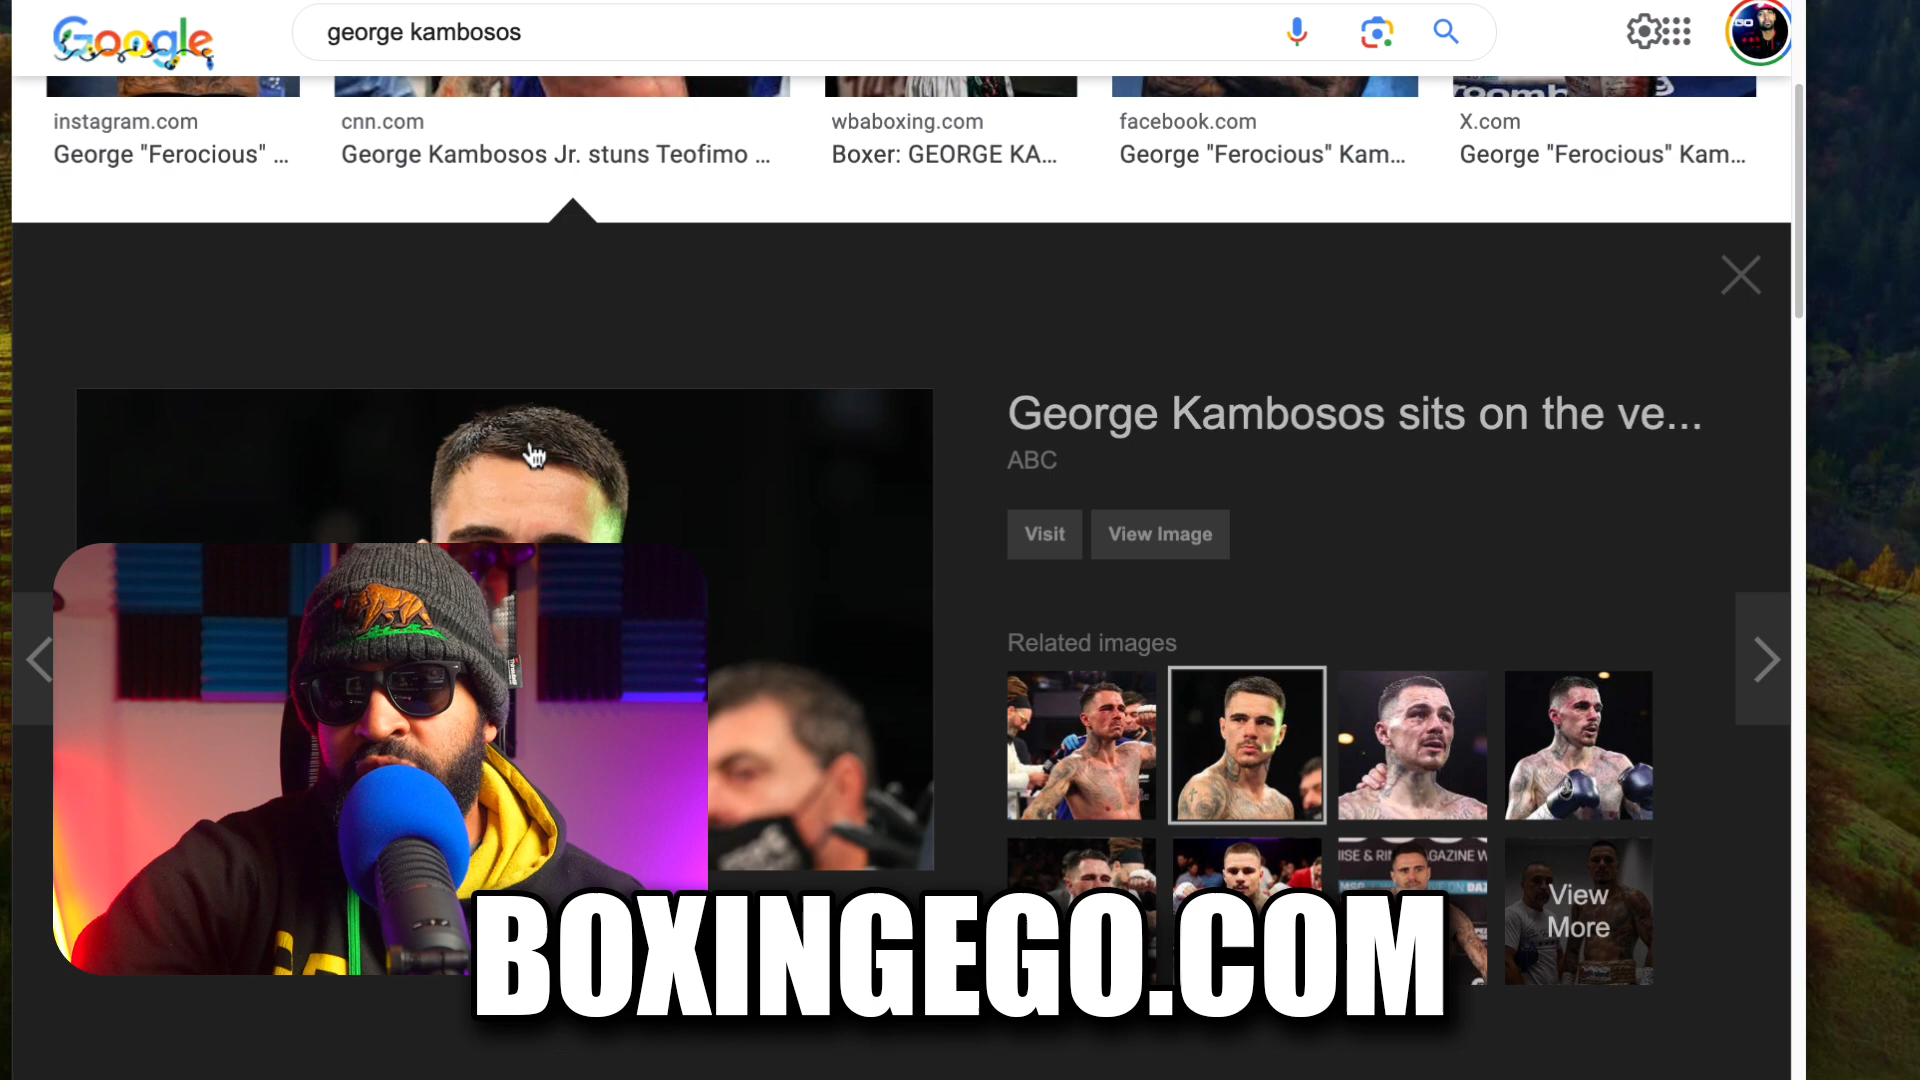 Google
george kambosos
instagram.com
George "Ferocious" ...
cnn.com
George Kambosos Jr. stuns Teofimo ...
wbaboxing.com
Boxer: GEORGE KA...
facebook.com
George "Ferocious" Kam...
X.com
George "Ferocious" Kam...
George Kambosos sits on the ve...
ABC
Visit
View Image
Related images
View
More
BOXINGEGO.COM